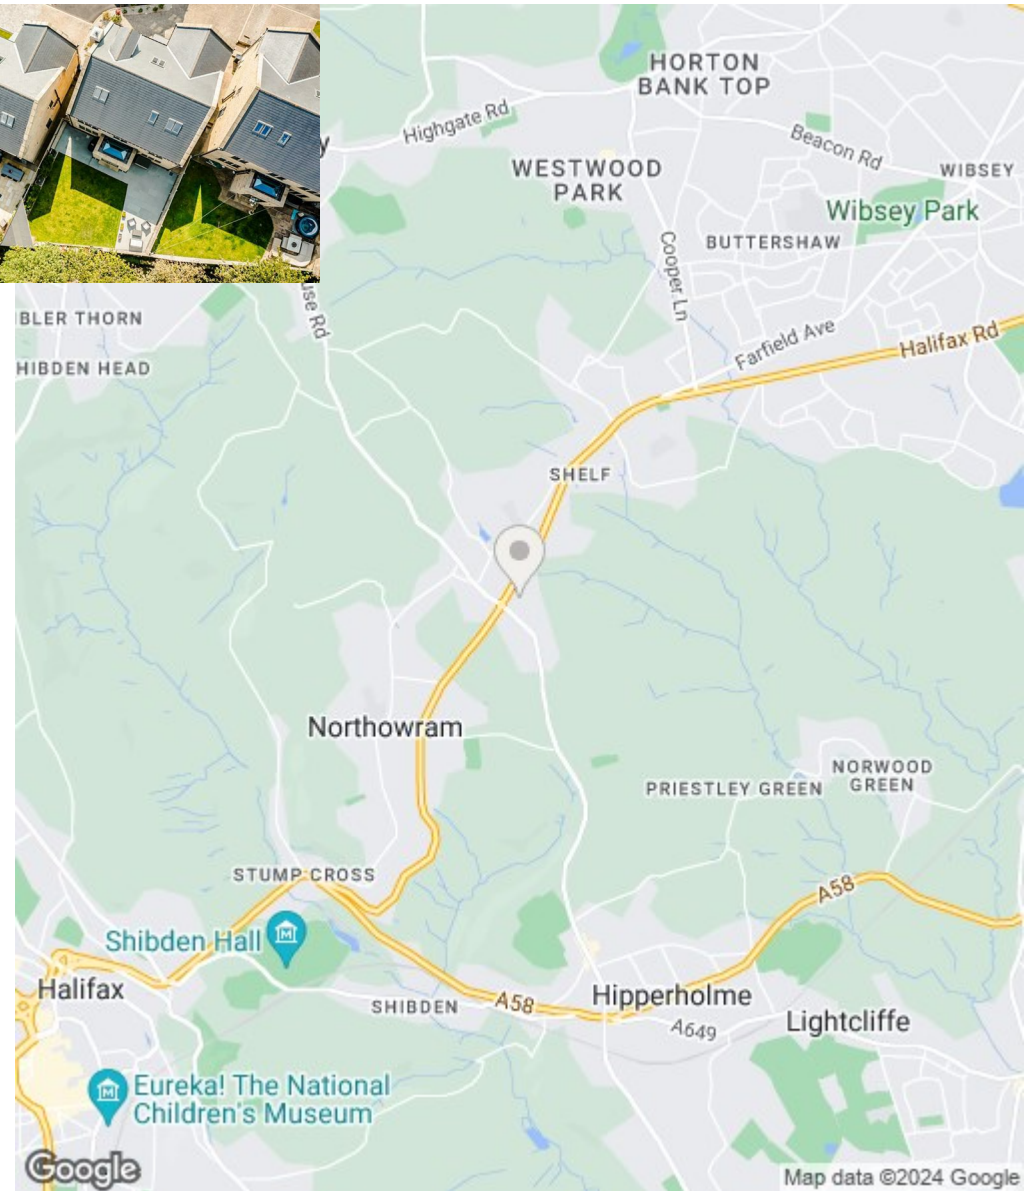 HORTON
BANK TOP
Highgate Rd
Beacon Rd
WESTWOOD
PARK
WIBSEY
Wibsey Park
BUTTERSHAW
Cooper Ln
use Rd
BLER THORN
Farfield Ave
Halifax Rd
HIBDEN HEAD
SHELF
Northowram
NORWOOD
GREEN
PRIESTLEY GREEN
STUMP CROSS
A58
Shibden Hall
Halifax
SHIBDEN
A58
Hipperholme
A649
Lightcliffe
Eureka! The National
Children's Museum
Google
Map data ©2024 Google